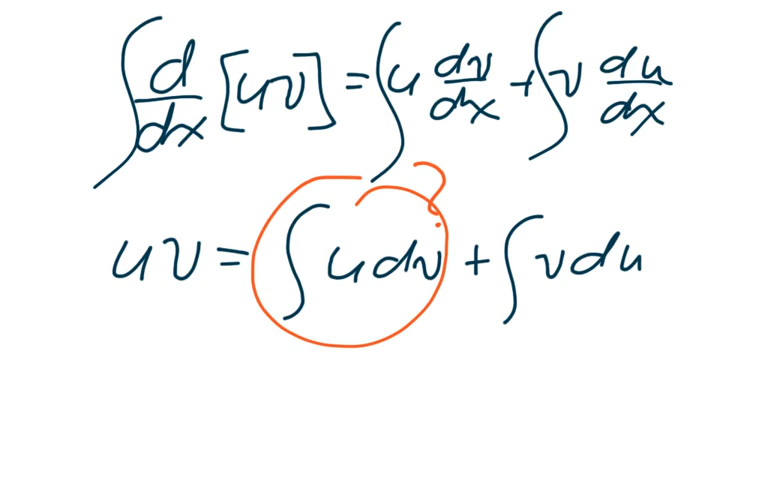 ∫ d/dx [uv] = ∫ u dv/dx + ∫ v du/dx
?
uv = ∫ u dv + ∫ v du